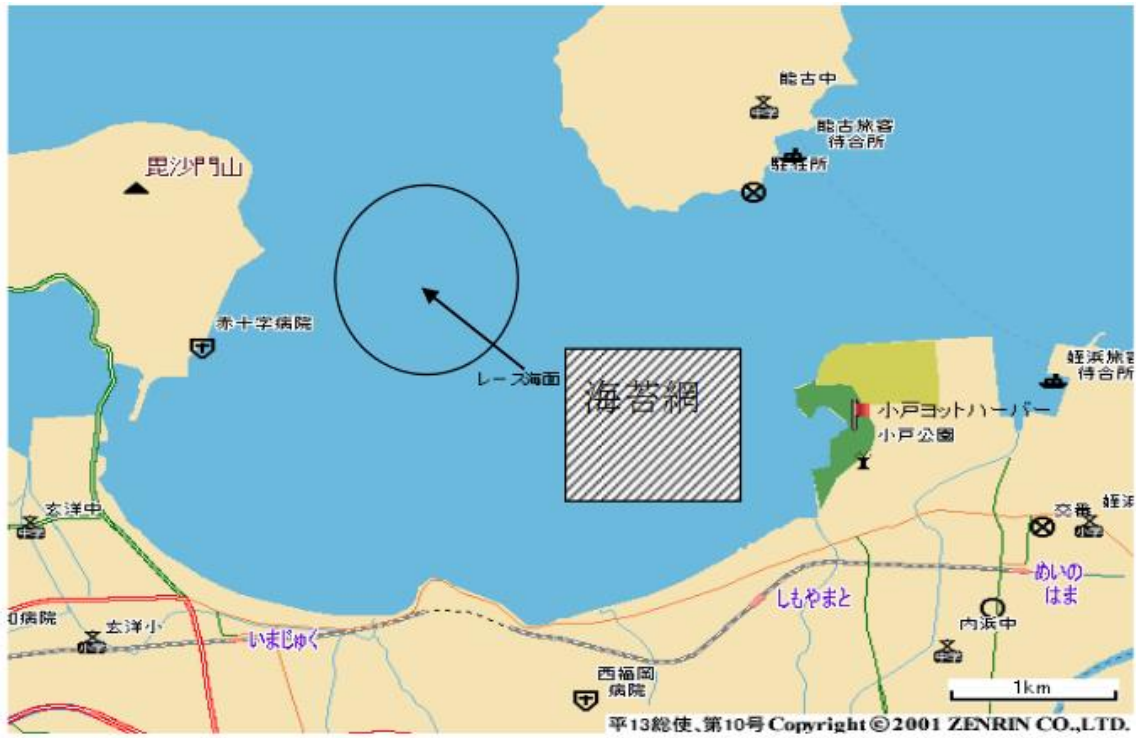 能古中
能古旅客
待合所
駐在所
毘沙門山
赤十字病院
レース海面
海苔網
姪浜旅客
待合所
小戸ヨットハーバー
小戸公園
玄洋中
交番
姪浜
めいの
はま
しもやまと
内浜中
和病院
玄洋小
いまじゅく
西福岡
病院
1km
平13総使、第10号 Copyright © 2001 ZENRIN CO.,LTD.